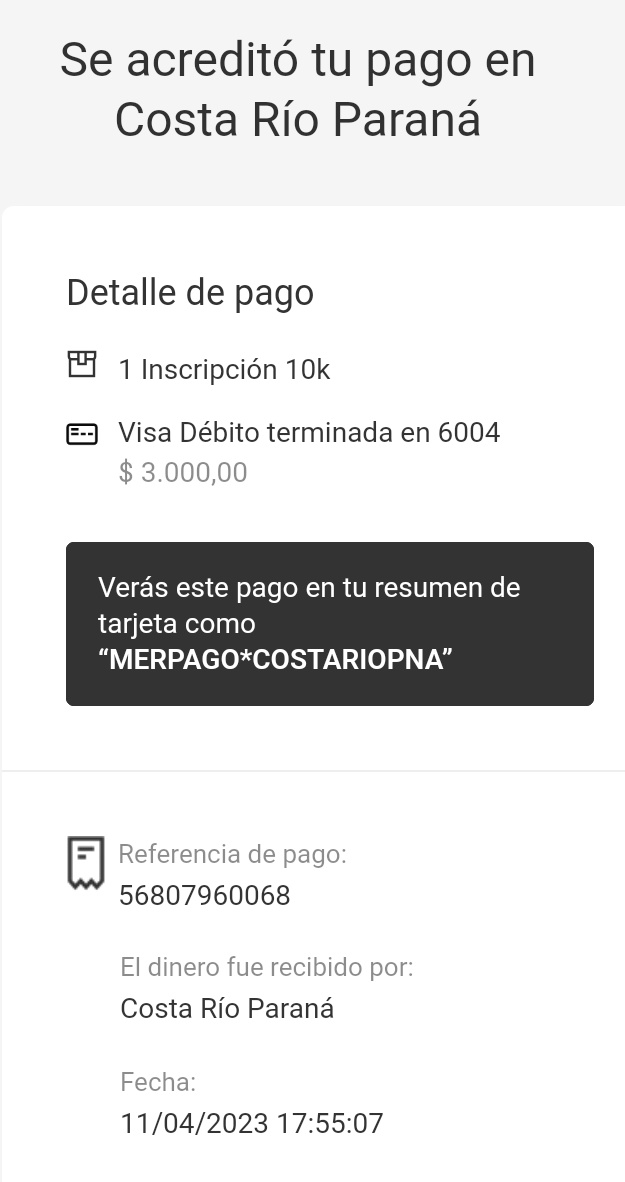 Se acreditó tu pago en
Costa Río Paraná
Detalle de pago
1 Inscripción 10k
Visa Débito terminada en 6004
$ 3.000,00
Verás este pago en tu resumen de
tarjeta como
“MERPAGO*COSTARIOPNA”
Referencia de pago:
56807960068
El dinero fue recibido por:
Costa Río Paraná
Fecha:
11/04/2023 17:55:07